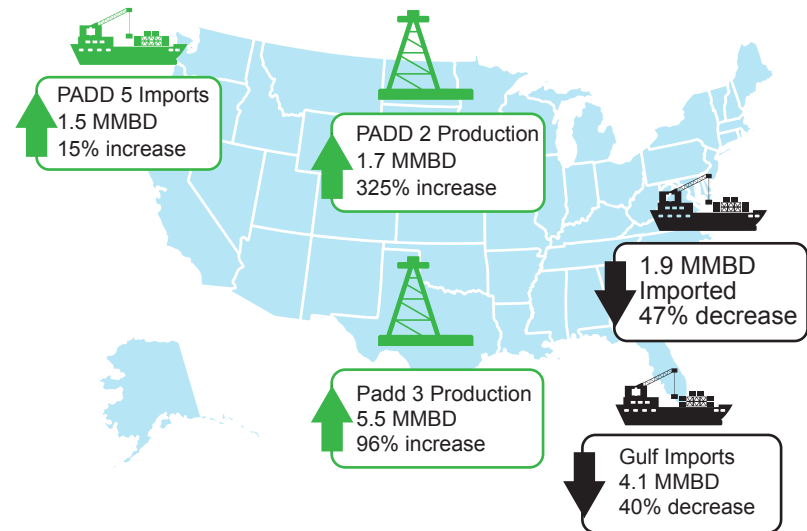 PADD 5 Imports
1.5 MMBD
15% increase
PADD 2 Production
1.7 MMBD
325% increase
1.9 MMBD
Imported
47% decrease
Padd 3 Production
5.5 MMBD
96% increase
Gulf Imports
4.1 MMBD
40% decrease